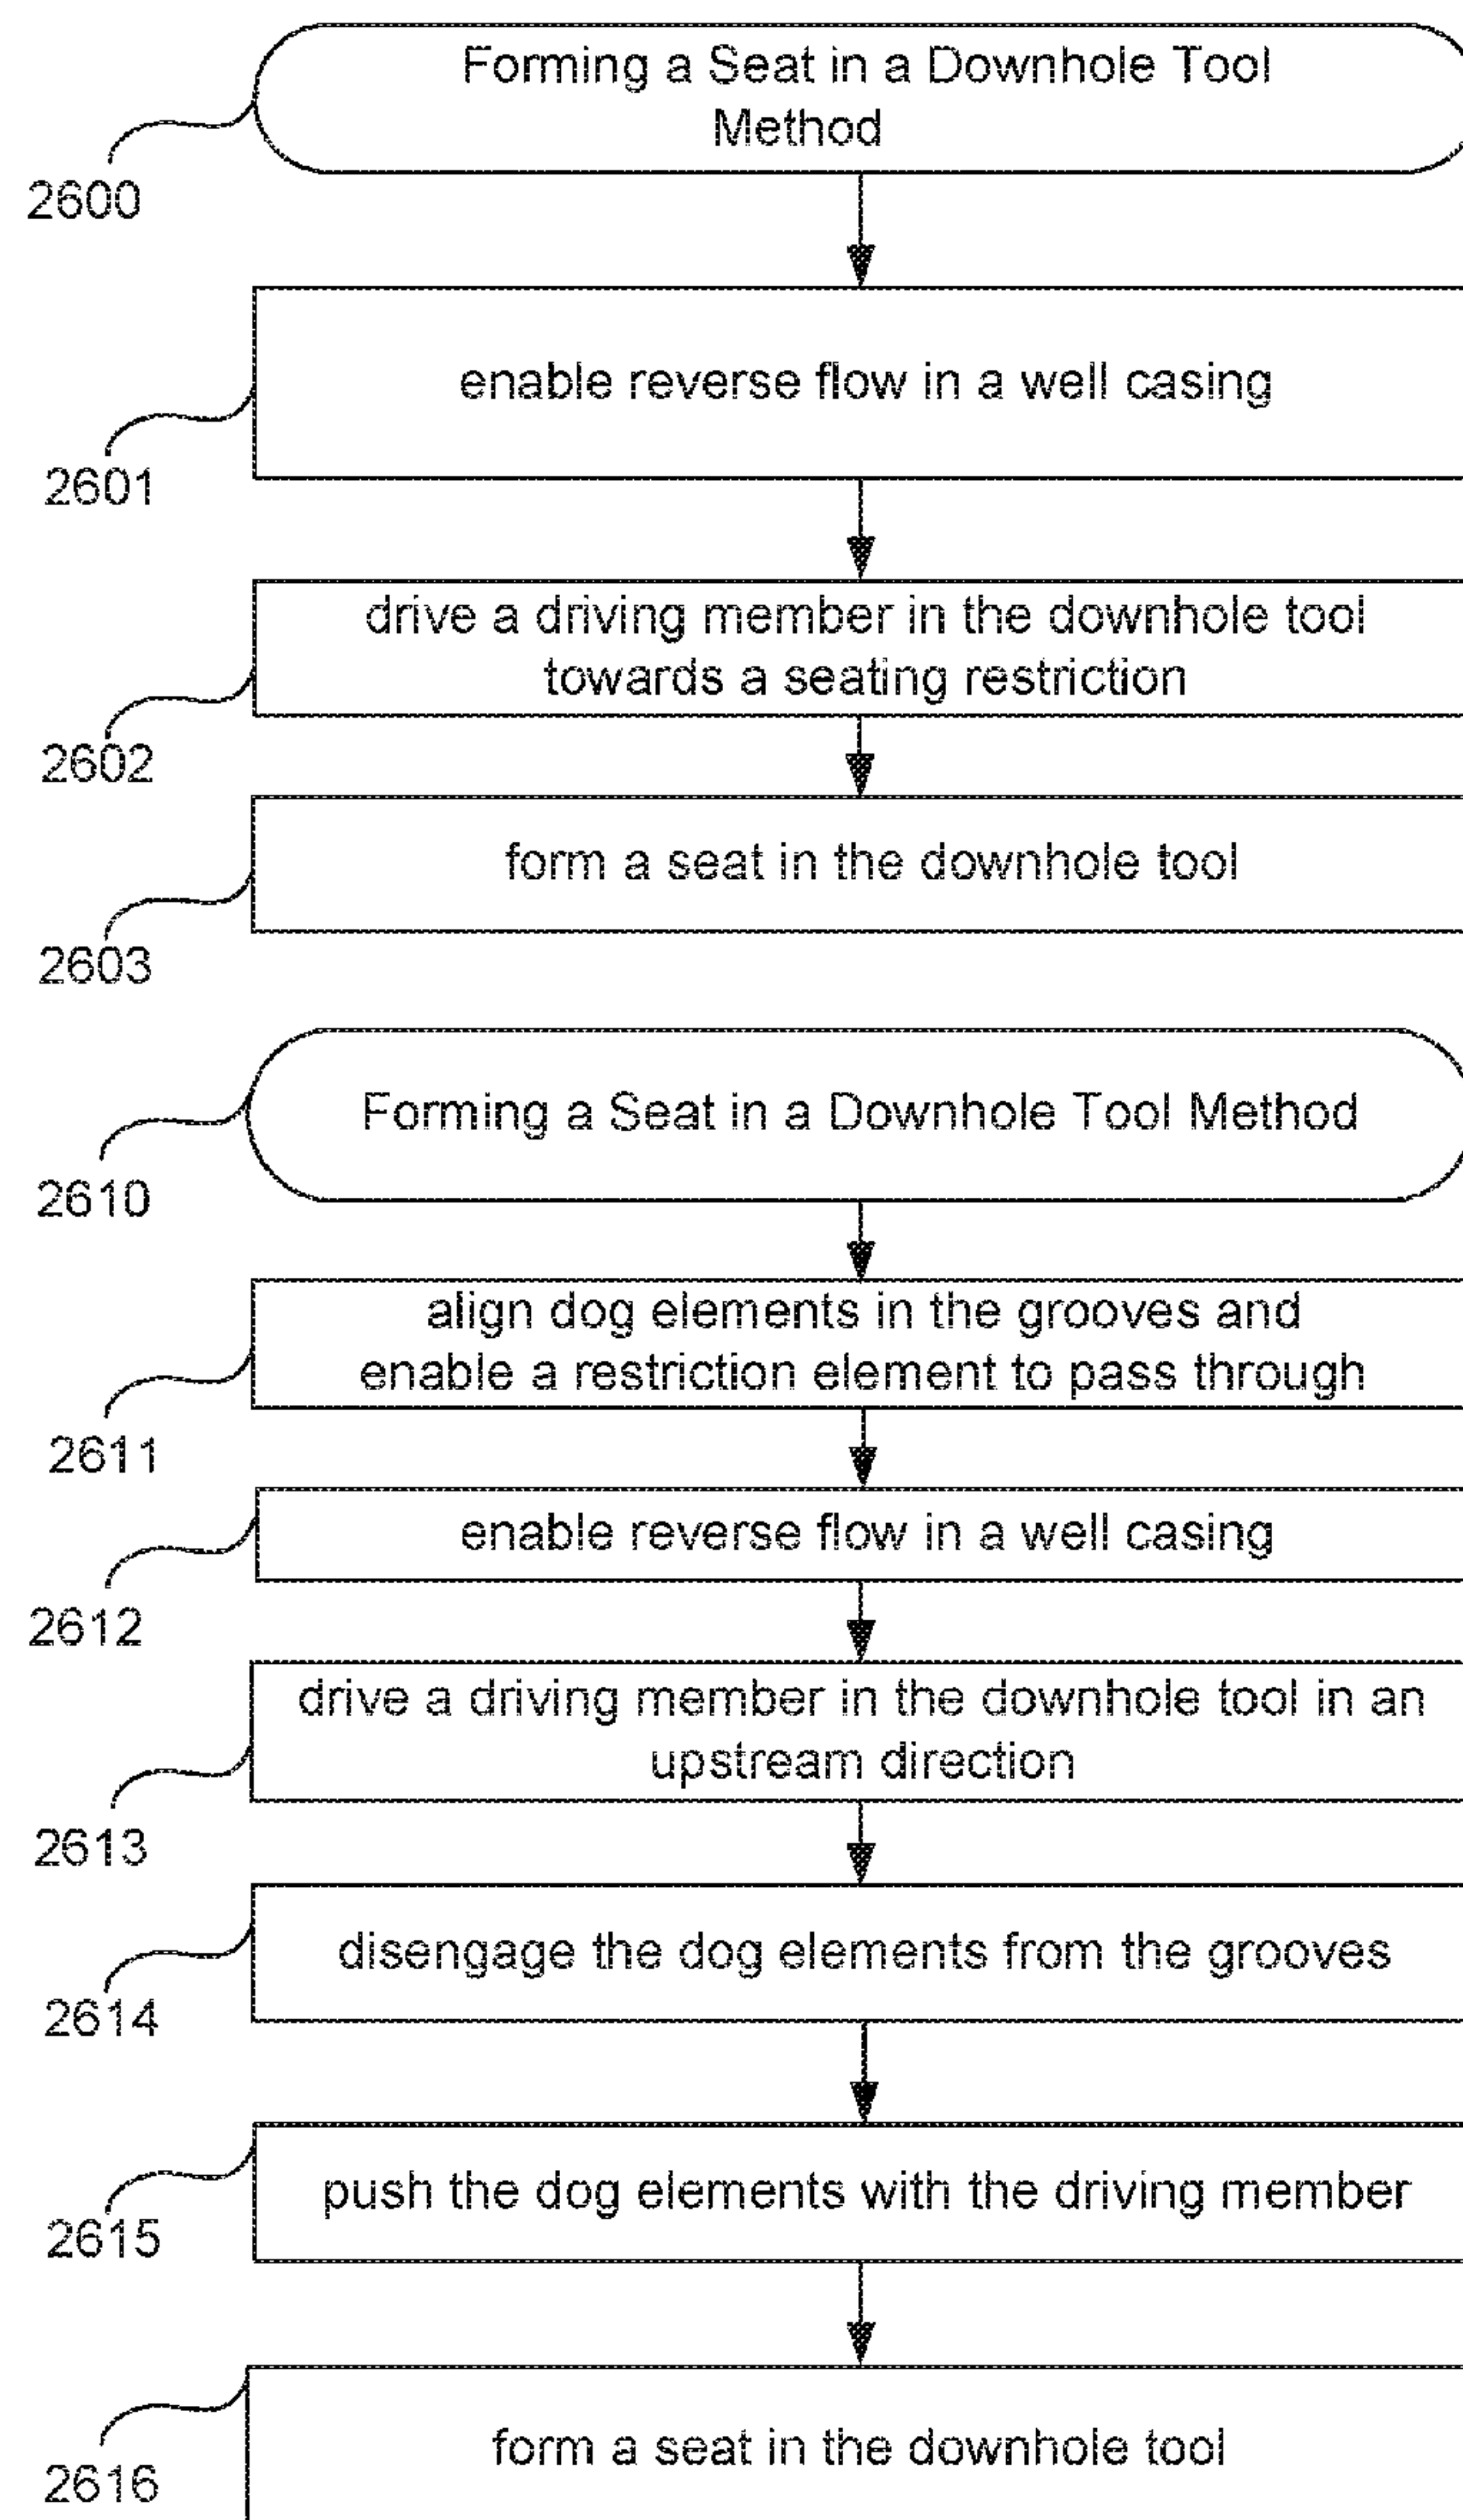 Forming a Seat in a Downhole Tool
Method
2600
enable reverse flow in a well casing
2601
drive a driving member in the downhole tool
towards a seating restriction
2602
form a seat in the downhole tool
2603
Forming a Seat in a Downhole Tool Method
2610
align dog elements in the grooves and
enable a restriction element to pass through
2611
enable reverse flow in a well casing
2612
drive a driving member in the downhole tool in an
upstream direction
2613
disengage the dog elements from the grooves
2614
push the dog elements with the driving member
2615
form a seat in the downhole tool
2616